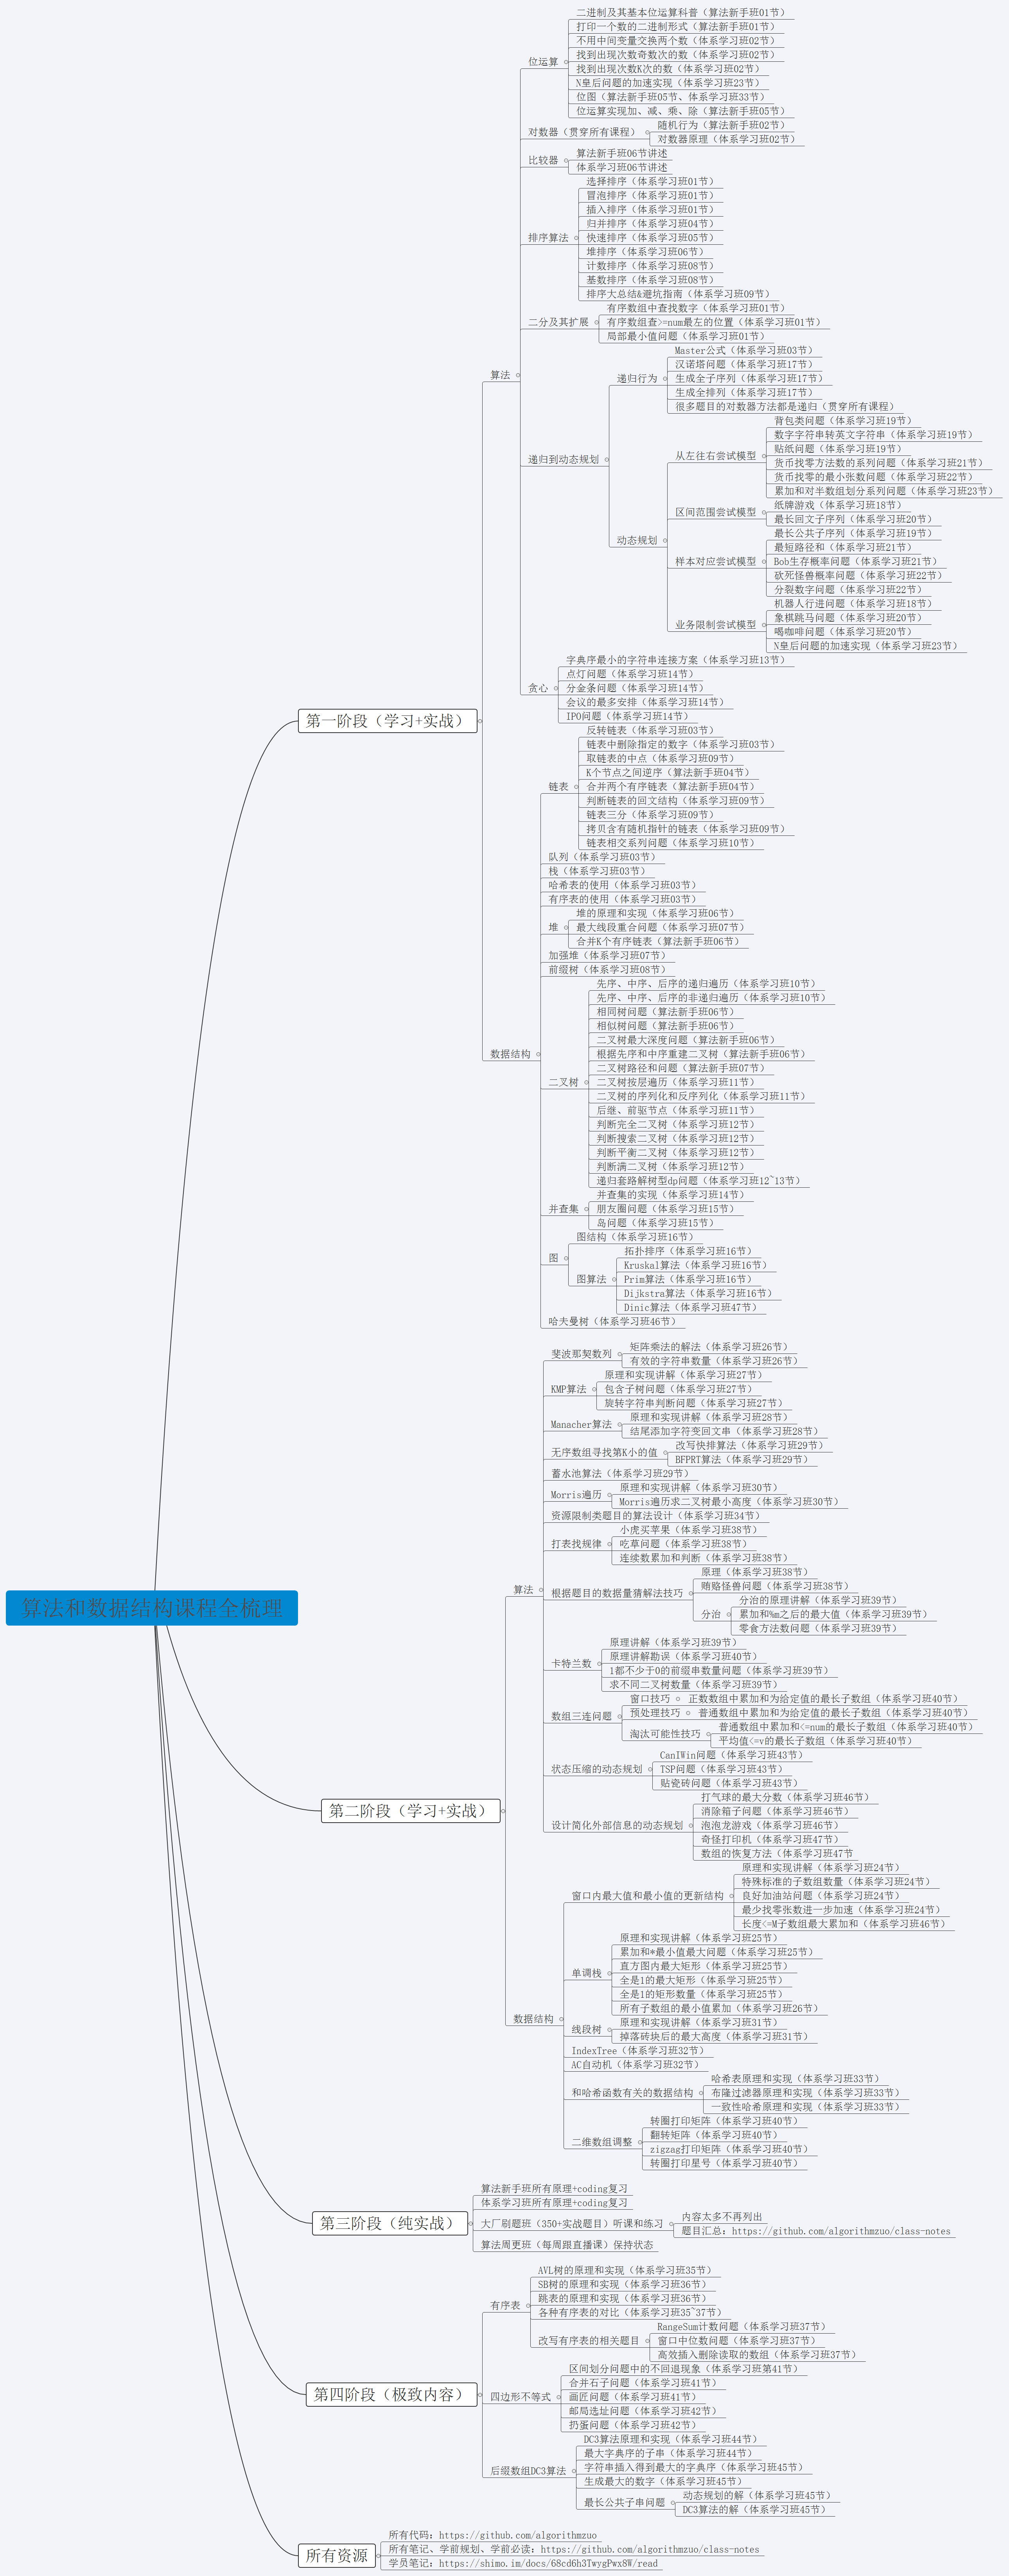 算法和数据结构课程全梳理
第一阶段（学习+实战）
算法
位运算
二进制及其基本位运算科普（算法新手班01节）
打印一个数的二进制形式（算法新手班01节）
不用中间变量交换两个数（体系学习班02节）
找到出现次数奇数次的数（体系学习班02节）
找到出现次数K次的数（体系学习班02节）
N皇后问题的加速实现（体系学习班23节）
位图（算法新手班05节、体系学习班33节）
位运算实现加、减、乘、除（算法新手班05节）
对数器（贯穿所有课程）
随机行为（算法新手班02节）
对数器原理（体系学习班02节）
比较器
算法新手班06节讲述
体系学习班06节讲述
排序算法
选择排序（体系学习班01节）
冒泡排序（体系学习班01节）
插入排序（体系学习班01节）
归并排序（体系学习班04节）
快速排序（体系学习班05节）
堆排序（体系学习班06节）
计数排序（体系学习班08节）
基数排序（体系学习班08节）
排序大总结&避坑指南（体系学习班09节）
二分及其扩展
有序数组中查找数字（体系学习班01节）
有序数组查>=num最左的位置（体系学习班01节）
局部最小值问题（体系学习班01节）
递归到动态规划
递归行为
Master公式（体系学习班03节）
汉诺塔问题（体系学习班17节）
生成全子序列（体系学习班17节）
生成全排列（体系学习班17节）
很多题目的对数器方法都是递归（贯穿所有课程）
动态规划
从左往右尝试模型
背包类问题（体系学习班19节）
数字字符串转英文字符串（体系学习班19节）
贴纸问题（体系学习班19节）
货币找零方法数的系列问题（体系学习班21节）
货币找零的最小张数问题（体系学习班22节）
累加和对半数组划分系列问题（体系学习班23节）
区间范围尝试模型
纸牌游戏（体系学习班18节）
最长回文子序列（体系学习班20节）
样本对应尝试模型
最长公共子序列（体系学习班19节）
最短路径和（体系学习班21节）
Bob生存概率问题（体系学习班21节）
砍死怪兽概率问题（体系学习班22节）
分裂数字问题（体系学习班22节）
业务限制尝试模型
机器人行进问题（体系学习班18节）
象棋跳马问题（体系学习班20节）
喝咖啡问题（体系学习班20节）
N皇后问题的加速实现（体系学习班23节）
贪心
字典序最小的字符串连接方案（体系学习班13节）
点灯问题（体系学习班14节）
分金条问题（体系学习班14节）
会议的最多安排（体系学习班14节）
IPO问题（体系学习班14节）
数据结构
链表
反转链表（体系学习班03节）
链表中删除指定的数字（体系学习班03节）
取链表的中点（体系学习班09节）
K个节点之间逆序（算法新手班04节）
合并两个有序链表（算法新手班04节）
判断链表的回文结构（体系学习班09节）
链表三分（体系学习班09节）
拷贝含有随机指针的链表（体系学习班09节）
链表相交系列问题（体系学习班10节）
队列（体系学习班03节）
栈（体系学习班03节）
哈希表的使用（体系学习班03节）
有序表的使用（体系学习班03节）
堆
堆的原理和实现（体系学习班06节）
最大线段重合问题（体系学习班07节）
合并K个有序链表（算法新手班06节）
加强堆（体系学习班07节）
前缀树（体系学习班08节）
二叉树
先序、中序、后序的递归遍历（体系学习班10节）
先序、中序、后序的非递归遍历（体系学习班10节）
相同树问题（算法新手班06节）
相似树问题（算法新手班06节）
二叉树最大深度问题（算法新手班06节）
根据先序和中序重建二叉树（算法新手班06节）
二叉树路径和问题（算法新手班07节）
二叉树按层遍历（体系学习班11节）
二叉树的序列化和反序列化（体系学习班11节）
后继、前驱节点（体系学习班11节）
判断完全二叉树（体系学习班12节）
判断搜索二叉树（体系学习班12节）
判断平衡二叉树（体系学习班12节）
判断满二叉树（体系学习班12节）
递归套路解树型dp问题（体系学习班12~13节）
并查集
并查集的实现（体系学习班14节）
朋友圈问题（体系学习班15节）
岛问题（体系学习班15节）
图
图结构（体系学习班16节）
图算法
拓扑排序（体系学习班16节）
Kruskal算法（体系学习班16节）
Prim算法（体系学习班16节）
Dijkstra算法（体系学习班16节）
Dinic算法（体系学习班47节）
哈夫曼树（体系学习班46节）
第二阶段（学习+实战）
算法
斐波那契数列
矩阵乘法的解法（体系学习班26节）
有效的字符串数量（体系学习班26节）
KMP算法
原理和实现讲解（体系学习班27节）
包含子树问题（体系学习班27节）
旋转字符串判断问题（体系学习班27节）
Manacher算法
原理和实现讲解（体系学习班28节）
结尾添加字符变回文串（体系学习班28节）
无序数组寻找第K小的值
改写快排算法（体系学习班29节）
BFPRT算法（体系学习班29节）
蓄水池算法（体系学习班29节）
Morris遍历
原理和实现讲解（体系学习班30节）
Morris遍历求二叉树最小高度（体系学习班30节）
资源限制类题目的算法设计（体系学习班34节）
打表找规律
小虎买苹果（体系学习班38节）
吃草问题（体系学习班38节）
连续数累加和判断（体系学习班38节）
根据题目的数据量猜解法技巧
原理（体系学习班38节）
贿赂怪兽问题（体系学习班38节）
分治
分治的原理讲解（体系学习班39节）
累加和%m之后的最大值（体系学习班39节）
零食方法数问题（体系学习班39节）
卡特兰数
原理讲解（体系学习班39节）
原理讲解勘误（体系学习班40节）
1都不少于0的前缀串数量问题（体系学习班39节）
求不同二叉树数量（体系学习班39节）
数组三连问题
窗口技巧
正数数组中累加和为给定值的最长子数组（体系学习班40节）
预处理技巧
普通数组中累加和为给定值的最长子数组（体系学习班40节）
淘汰可能性技巧
普通数组中累加和<=num的最长子数组（体系学习班40节）
平均值<=v的最长子数组（体系学习班40节）
状态压缩的动态规划
CanIWin问题（体系学习班43节）
TSP问题（体系学习班43节）
贴瓷砖问题（体系学习班43节）
设计简化外部信息的动态规划
打气球的最大分数（体系学习班46节）
消除箱子问题（体系学习班46节）
泡泡龙游戏（体系学习班46节）
奇怪打印机（体系学习班47节）
数组的恢复方法（体系学习班47节
数据结构
窗口内最大值和最小值的更新结构
原理和实现讲解（体系学习班24节）
特殊标准的子数组数量（体系学习班24节）
良好加油站问题（体系学习班24节）
最少找零张数进一步加速（体系学习班24节）
长度<=M子数组最大累加和（体系学习班46节）
单调栈
原理和实现讲解（体系学习班25节）
累加和*最小值最大问题（体系学习班25节）
直方图内最大矩形（体系学习班25节）
全是1的最大矩形（体系学习班25节）
全是1的矩形数量（体系学习班25节）
所有子数组的最小值累加（体系学习班26节）
线段树
原理和实现讲解（体系学习班31节）
掉落砖块后的最大高度（体系学习班31节）
IndexTree（体系学习班32节）
AC自动机（体系学习班32节）
和哈希函数有关的数据结构
哈希表原理和实现（体系学习班33节）
布隆过滤器原理和实现（体系学习班33节）
一致性哈希原理和实现（体系学习班33节）
二维数组调整
转圈打印矩阵（体系学习班40节）
翻转矩阵（体系学习班40节）
zigzag打印矩阵（体系学习班40节）
转圈打印星号（体系学习班40节）
第三阶段（纯实战）
算法新手班所有原理+coding复习
体系学习班所有原理+coding复习
大厂刷题班（350+实战题目）听课和练习
内容太多不再列出
题目汇总：https://github.com/algorithmzuo/class-notes
算法周更班（每周跟直播课）保持状态
第四阶段（极致内容）
有序表
AVL树的原理和实现（体系学习班35节）
SB树的原理和实现（体系学习班36节）
跳表的原理和实现（体系学习班36节）
各种有序表的对比（体系学习班35~37节）
改写有序表的相关题目
RangeSum计数问题（体系学习班37节）
窗口中位数问题（体系学习班37节）
高效插入删除读取的数组（体系学习班37节）
四边形不等式
区间划分问题中的不回退现象（体系学习班第41节）
合并石子问题（体系学习班41节）
画匠问题（体系学习班41节）
邮局选址问题（体系学习班42节）
扔蛋问题（体系学习班42节）
后缀数组DC3算法
DC3算法原理和实现（体系学习班44节）
最大字典序的子串（体系学习班44节）
字符串插入得到最大的字典序（体系学习班45节）
生成最大的数字（体系学习班45节）
最长公共子串问题
动态规划的解（体系学习班45节）
DC3算法的解（体系学习班45节）
所有资源
所有代码：https://github.com/algorithmzuo
所有笔记、学前规划、学前必读：https://github.com/algorithmzuo/class-notes
学员笔记：https://shimo.im/docs/68cd6h3TwygPwx8W/read